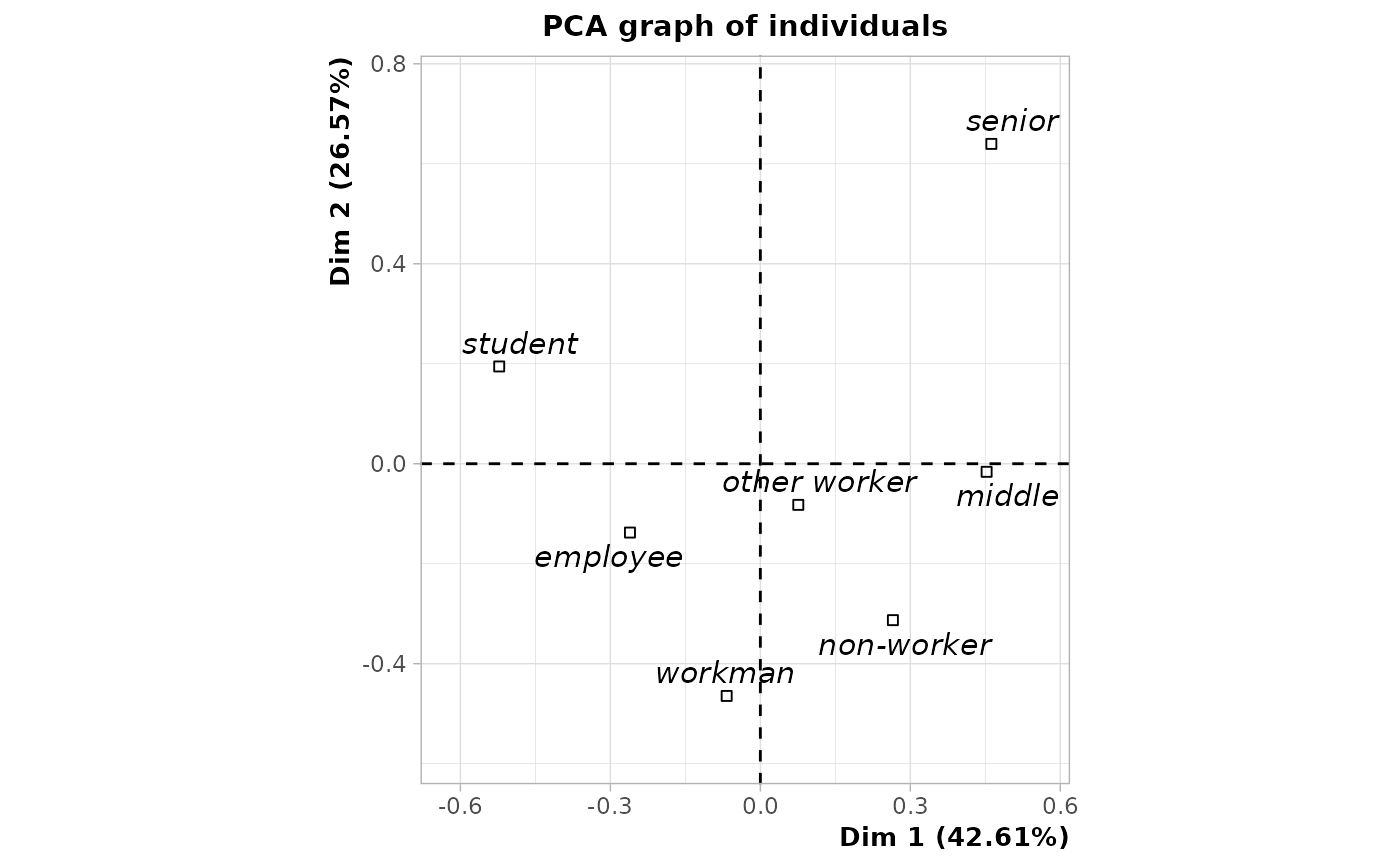 PCA graph of individuals
Dim 2 (26.57%)
0.8
0.4
0.0
-0.4
senior
student
other worker
middle
employee
non-worker
workman
-0.6
-0.3
0.0
0.3
0.6
Dim 1 (42.61%)